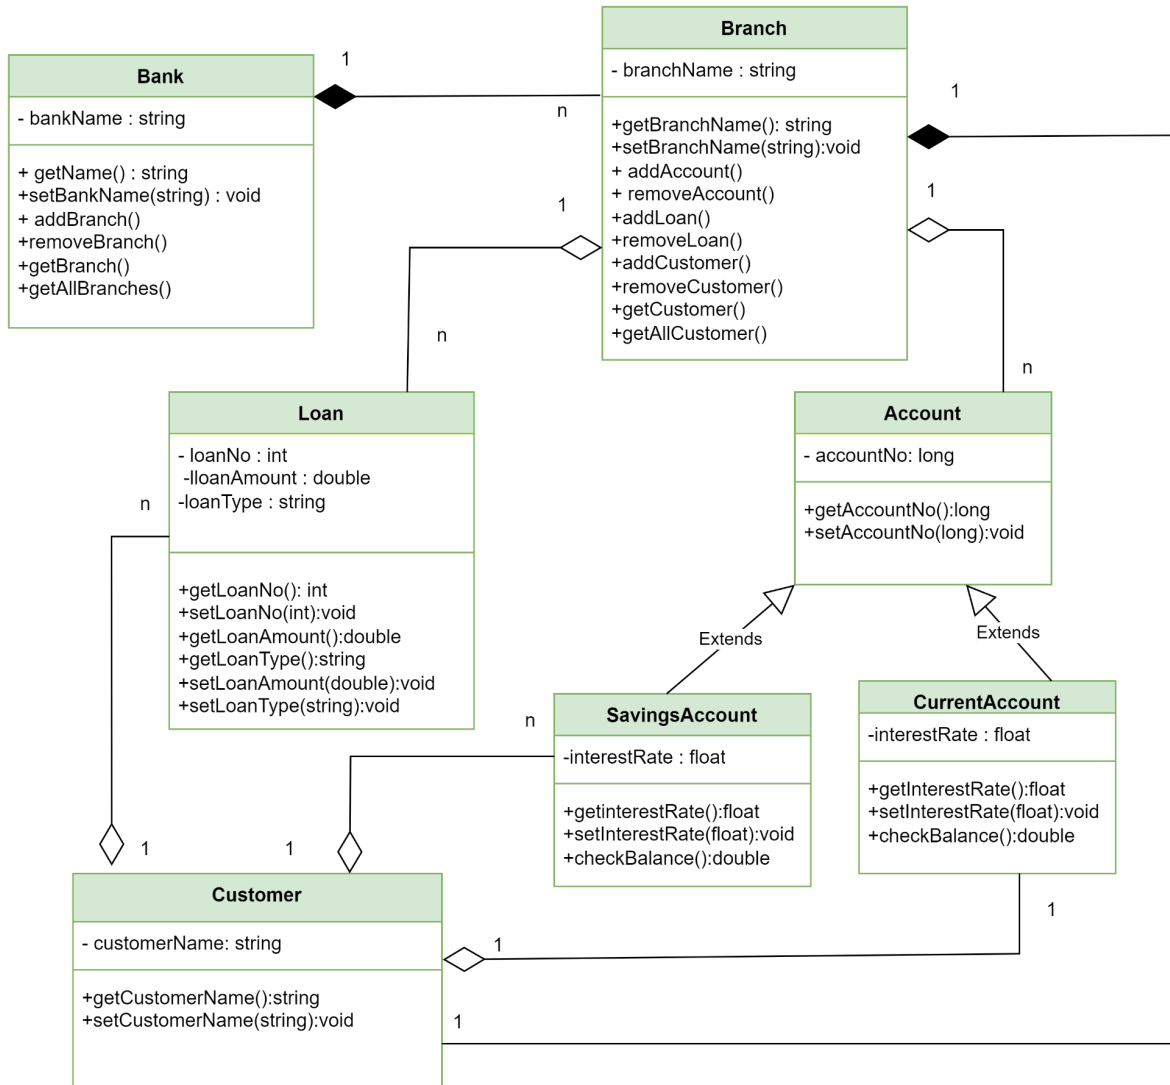 Bank
- bankName : string
+ getName() : string
+setBankName(string) : void
+ addBranch()
+removeBranch()
+getBranch()
+getAllBranches()
1
n
Branch
- branchName : string
+getBranchName(): string
+setBranchName(string):void
+ addAccount()
+ removeAccount()
+addLoan()
+removeLoan()
+addCustomer()
+removeCustomer()
+getCustomer()
+getAllCustomer()
1
1
1
n
n
Loan
- loanNo : int
-lloanAmount : double
-loanType : string
+getLoanNo(): int
+setLoanNo(int):void
+getLoanAmount():double
+getLoanType():string
+setLoanAmount(double):void
+setLoanType(string):void
n
Account
- accountNo: long
+getAccountNo():long
+setAccountNo(long):void
Extends
Extends
SavingsAccount
-interestRate : float
+getinterestRate():float
+setInterestRate(float):void
+checkBalance():double
n
CurrentAccount
-interestRate : float
+getInterestRate():float
+setInterestRate(float):void
+checkBalance():double
1
1
1
Customer
- customerName: string
+getCustomerName():string
+setCustomerName(string):void
1
1